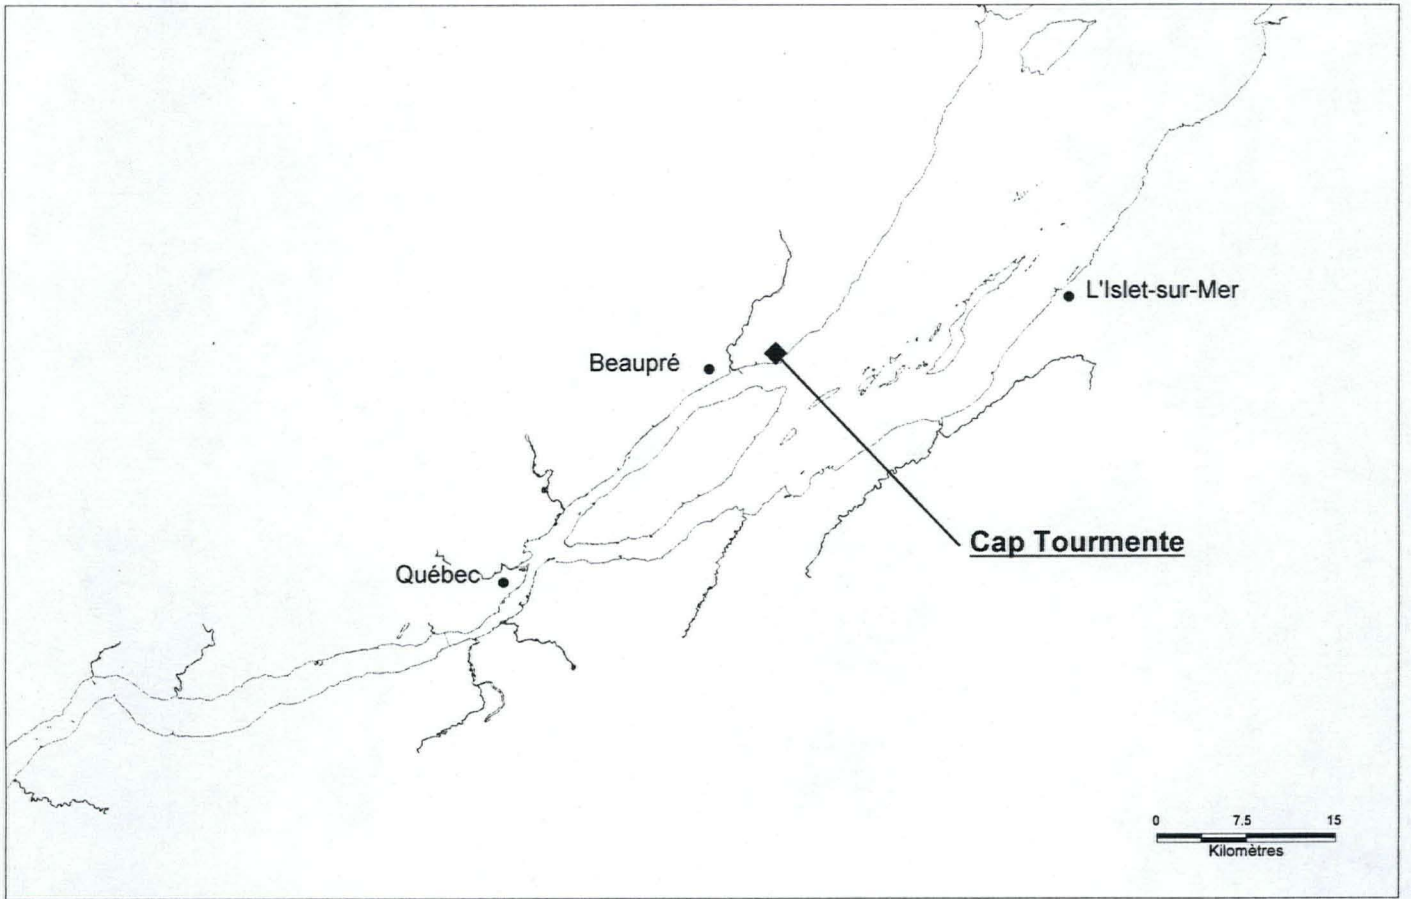 L'Islet-sur-Mer
Beaupré
Cap Tourmente
Québec
0 7.5 15
Kilomètres